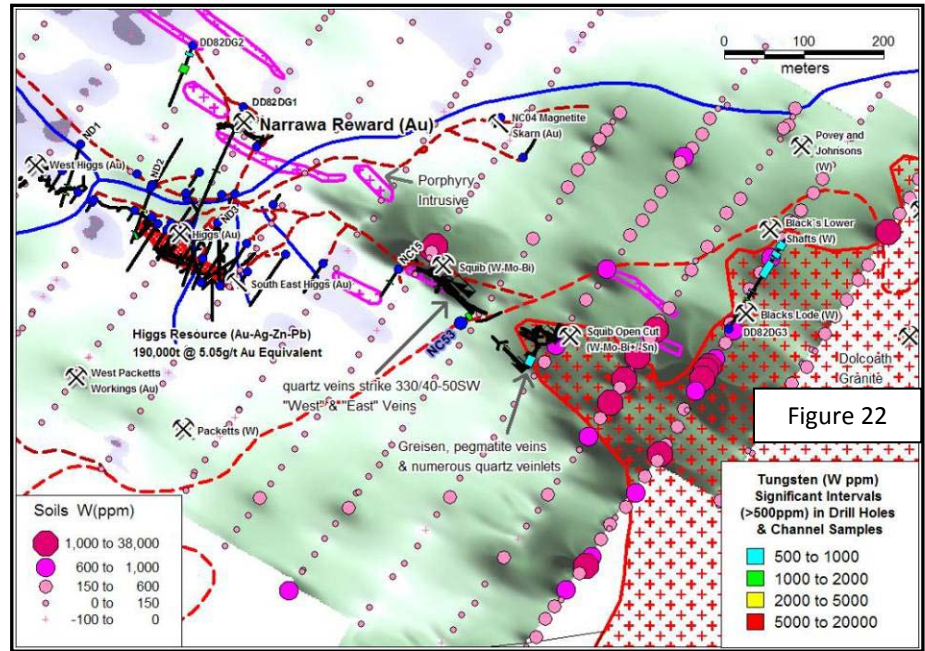 DD82DG2
0 100 200
meters
DD82DG1
Narrawa Reward (Au)
NC04 Magnetite
Skarn (Au)
ND1
Povey and
Johnsons
(W)
West Higgs (Au)
ND2
Porphyry
Intrusive
ND3
Higgs (Au)
NC15
Squib (W-Mo-Bi)
Black`s Lower
Shafts (W)
South East Higgs (Au)
Blacks Lode (W)
DD82DG3
NC53
Squib Open Cut
(W-Mo-Bi+/-Sn)
Higgs Resource (Au-Ag-Zn-Pb)
190,000t @ 5.05g/t Au Equivalent
Dolcoath
Granite
West Packetts
Workings (Au)
quartz veins strike 330/40-50SW
"West" & "East" Veins
Packetts (W)
Greisen, pegmatite veins
& numerous quartz veinlets
Figure 22
Soils W(ppm)
1,000 to 38,000
600 to 1,000
150 to 600
0 to 150
-100 to 0
Tungsten (W ppm)
Significant Intervals
(>500ppm) in Drill Holes
& Channel Samples
500 to 1000
1000 to 2000
2000 to 5000
5000 to 20000